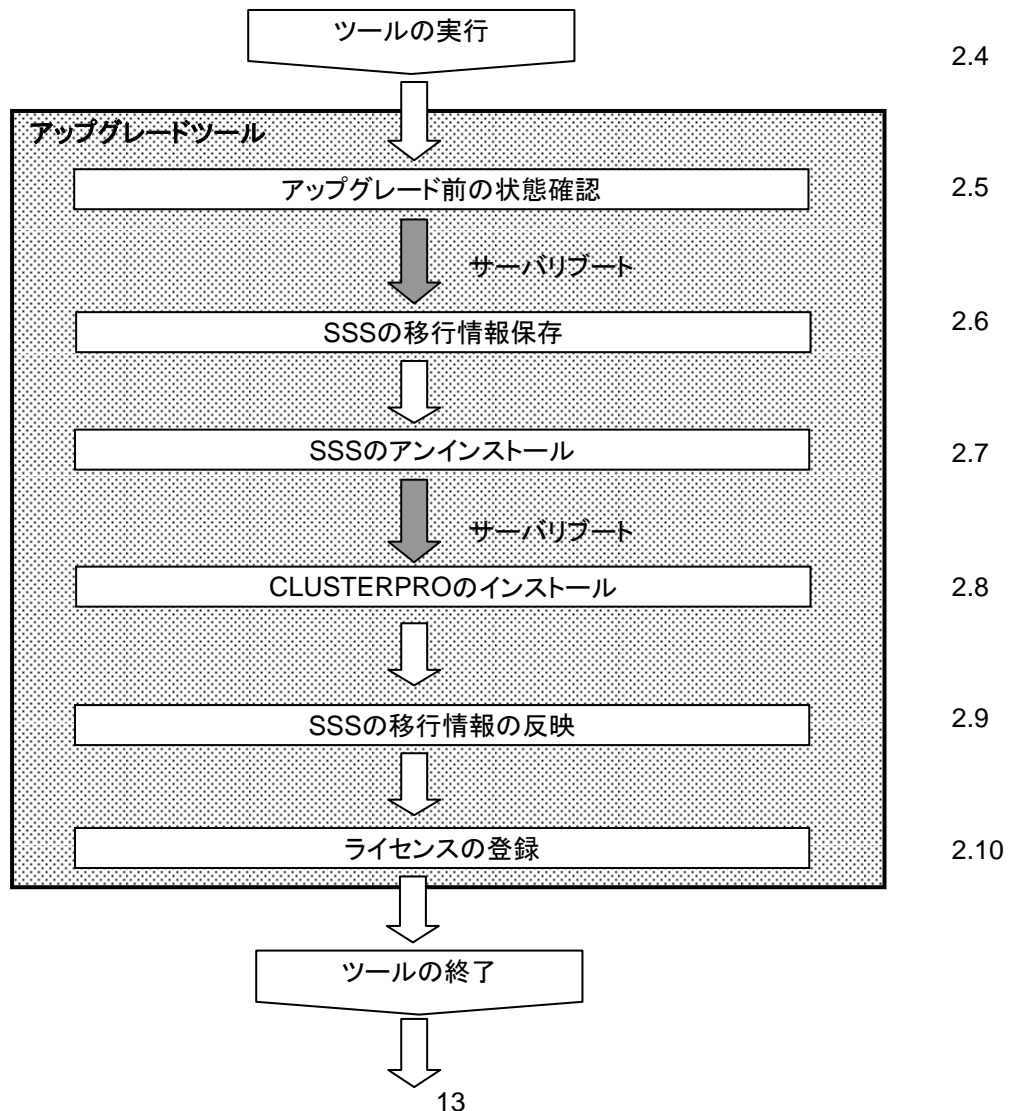 ツールの実行
2.4
アップグレードツール
アップグレード前の状態確認
2.5
サーバリブート
SSSの移行情報保存
2.6
SSSのアンインストール
2.7
サーバリブート
CLUSTERPROのインストール
2.8
SSSの移行情報の反映
2.9
ライセンスの登録
2.10
ツールの終了
13